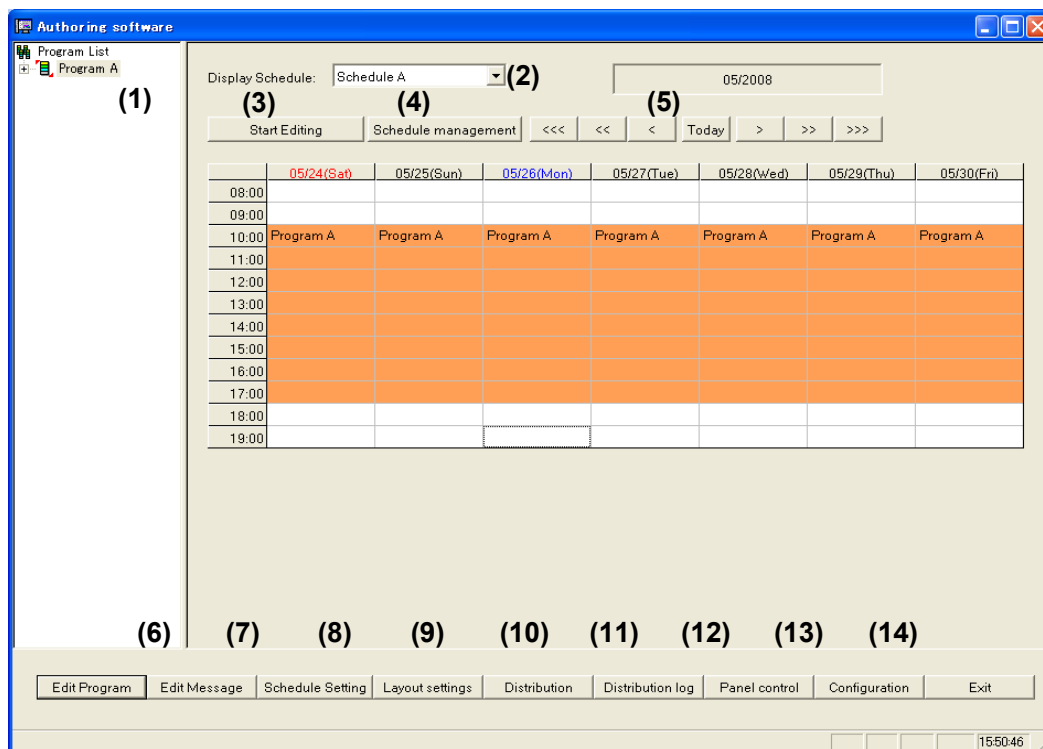 Authoring software
Program List
Program A
(1)
Display Schedule: Schedule A (2) 05/2008
(3) (4) (5)
Start Editing Schedule management <<< << < Today > >> >>>
05/24(Sat) 05/25(Sun) 05/26(Mon) 05/27(Tue) 05/28(Wed) 05/29(Thu) 05/30(Fri)
08:00
09:00
10:00 Program A Program A Program A Program A Program A Program A Program A
11:00
12:00
13:00
14:00
15:00
16:00
17:00
18:00
19:00
(6) (7) (8) (9) (10) (11) (12) (13) (14)
Edit Program Edit Message Schedule Setting Layout settings Distribution Distribution log Panel control Configuration Exit
15:50:46